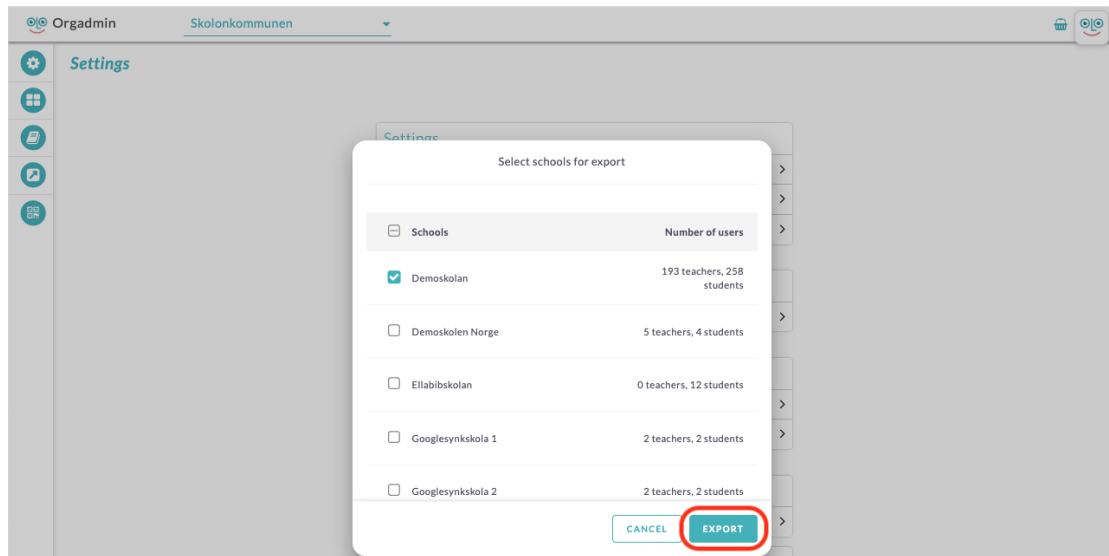 Orgadmin
Skolonkommunen
Settings
Settings
Select schools for export
Schools
Number of users
Demoskolan
193 teachers, 258
students
Demoskolen Norge
5 teachers, 4 students
Ellabibskolan
0 teachers, 12 students
Googlesynkskola 1
2 teachers, 2 students
Googlesynkskola 2
2 teachers, 2 students
CANCEL
EXPORT